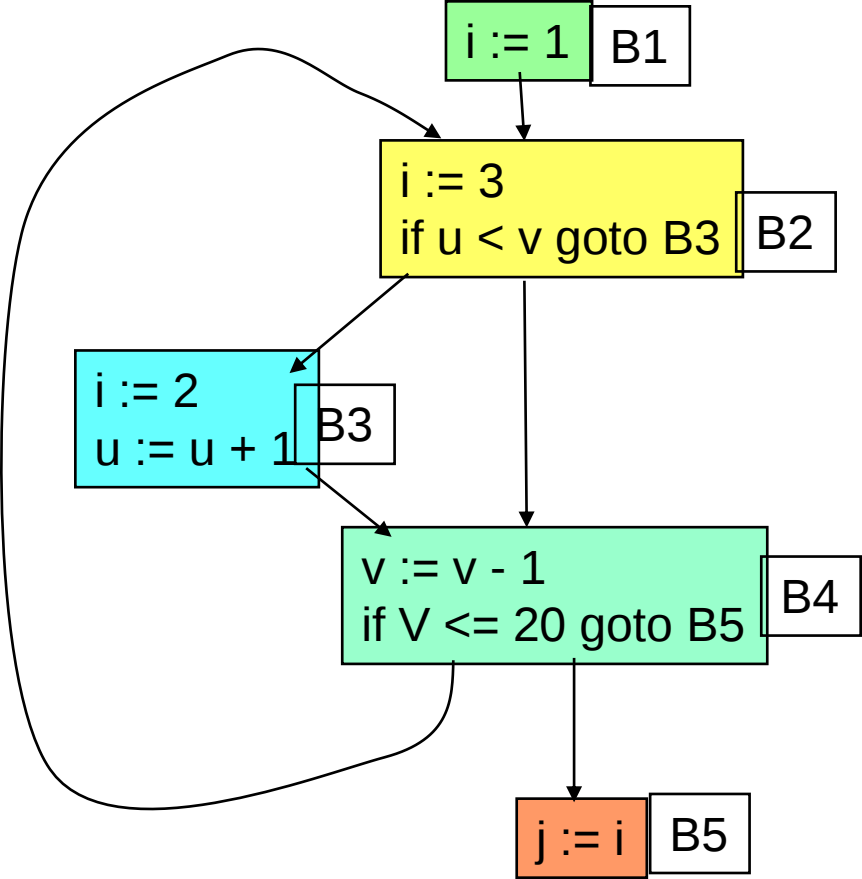 i := 1
B1
i := 3
if u < v goto B3
B2
i := 2
u := u + 1
B3
v := v - 1
if V <= 20 goto B5
B4
j := i
B5